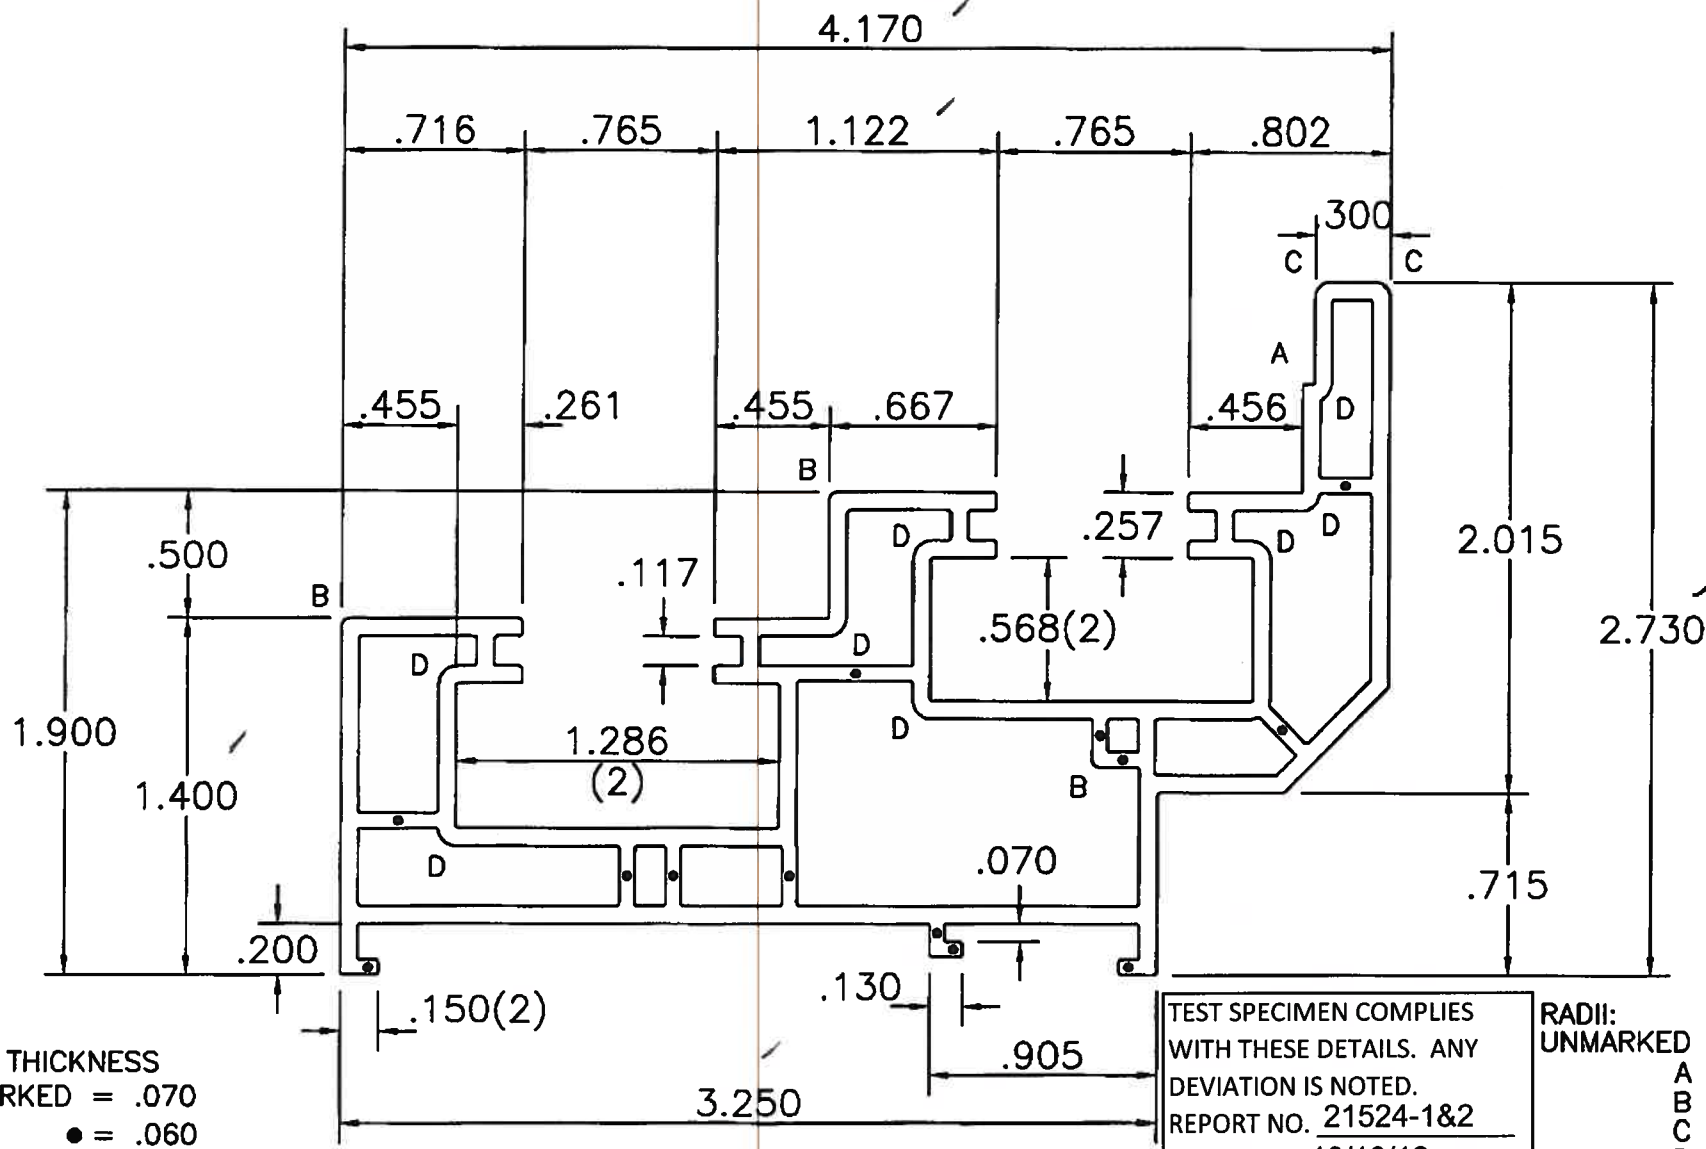 4.170
.716
.765
1.122
.765
.802
.300
C
C
A
.455
.261
.455
.667
.456
D
B
.500
.117
.257
D
D
D
2.015
B
.568(2)
2.730
D
D
1.900
1.286
(2)
D
1.400
B
D
.070
.715
.200
.130
.150(2)
.905
3.250
THICKNESS
RKED = .070
● = .060
TEST SPECIMEN COMPLIES
WITH THESE DETAILS. ANY
DEVIATION IS NOTED.
REPORT NO. 21524-1&2
RADII:
UNMARKED
A
B
C